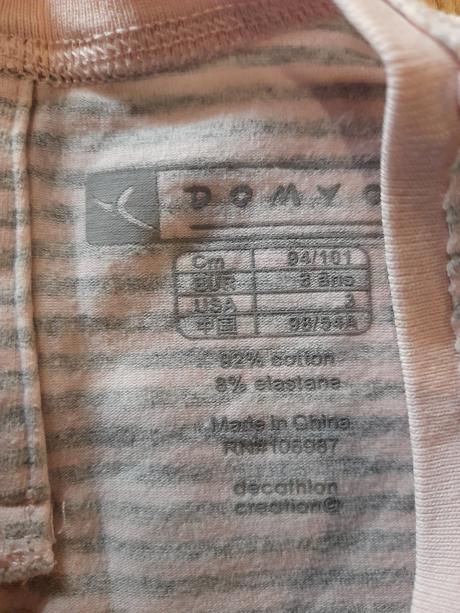 DOMYO
Cm 94/101
EUR 3 ans
USA 3
中国 98/54A
92% cotton
8% elastane
Made in China
RN# 106987
decathlon
creation©